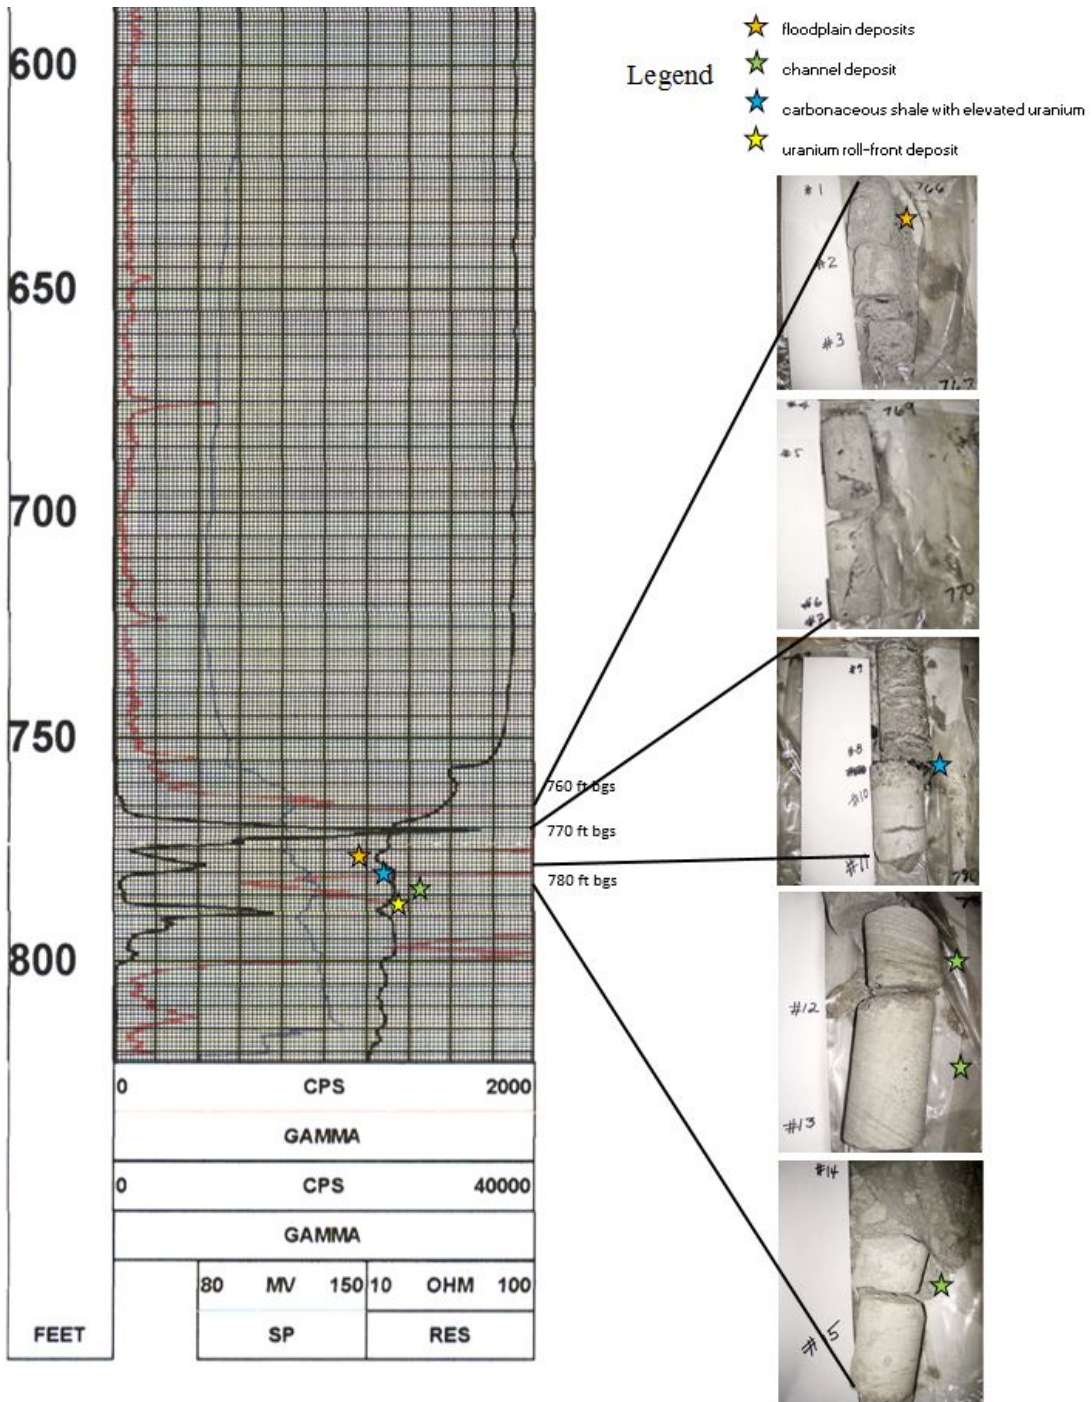 Legend
floodplain deposits
channel deposit
carbonaceous shale with elevated uranium
uranium roll-front deposit
600
650
700
750
800
760 ft bgs
770 ft bgs
780 ft bgs
#1
766
#2
#3
767
#4
769
#5
#6
#7
770
#8
#10
#11
780
#12
#13
#14
0 CPS 2000
GAMMA
0 CPS 40000
GAMMA
80 MV 150 10 OHM 100
FEET SP RES